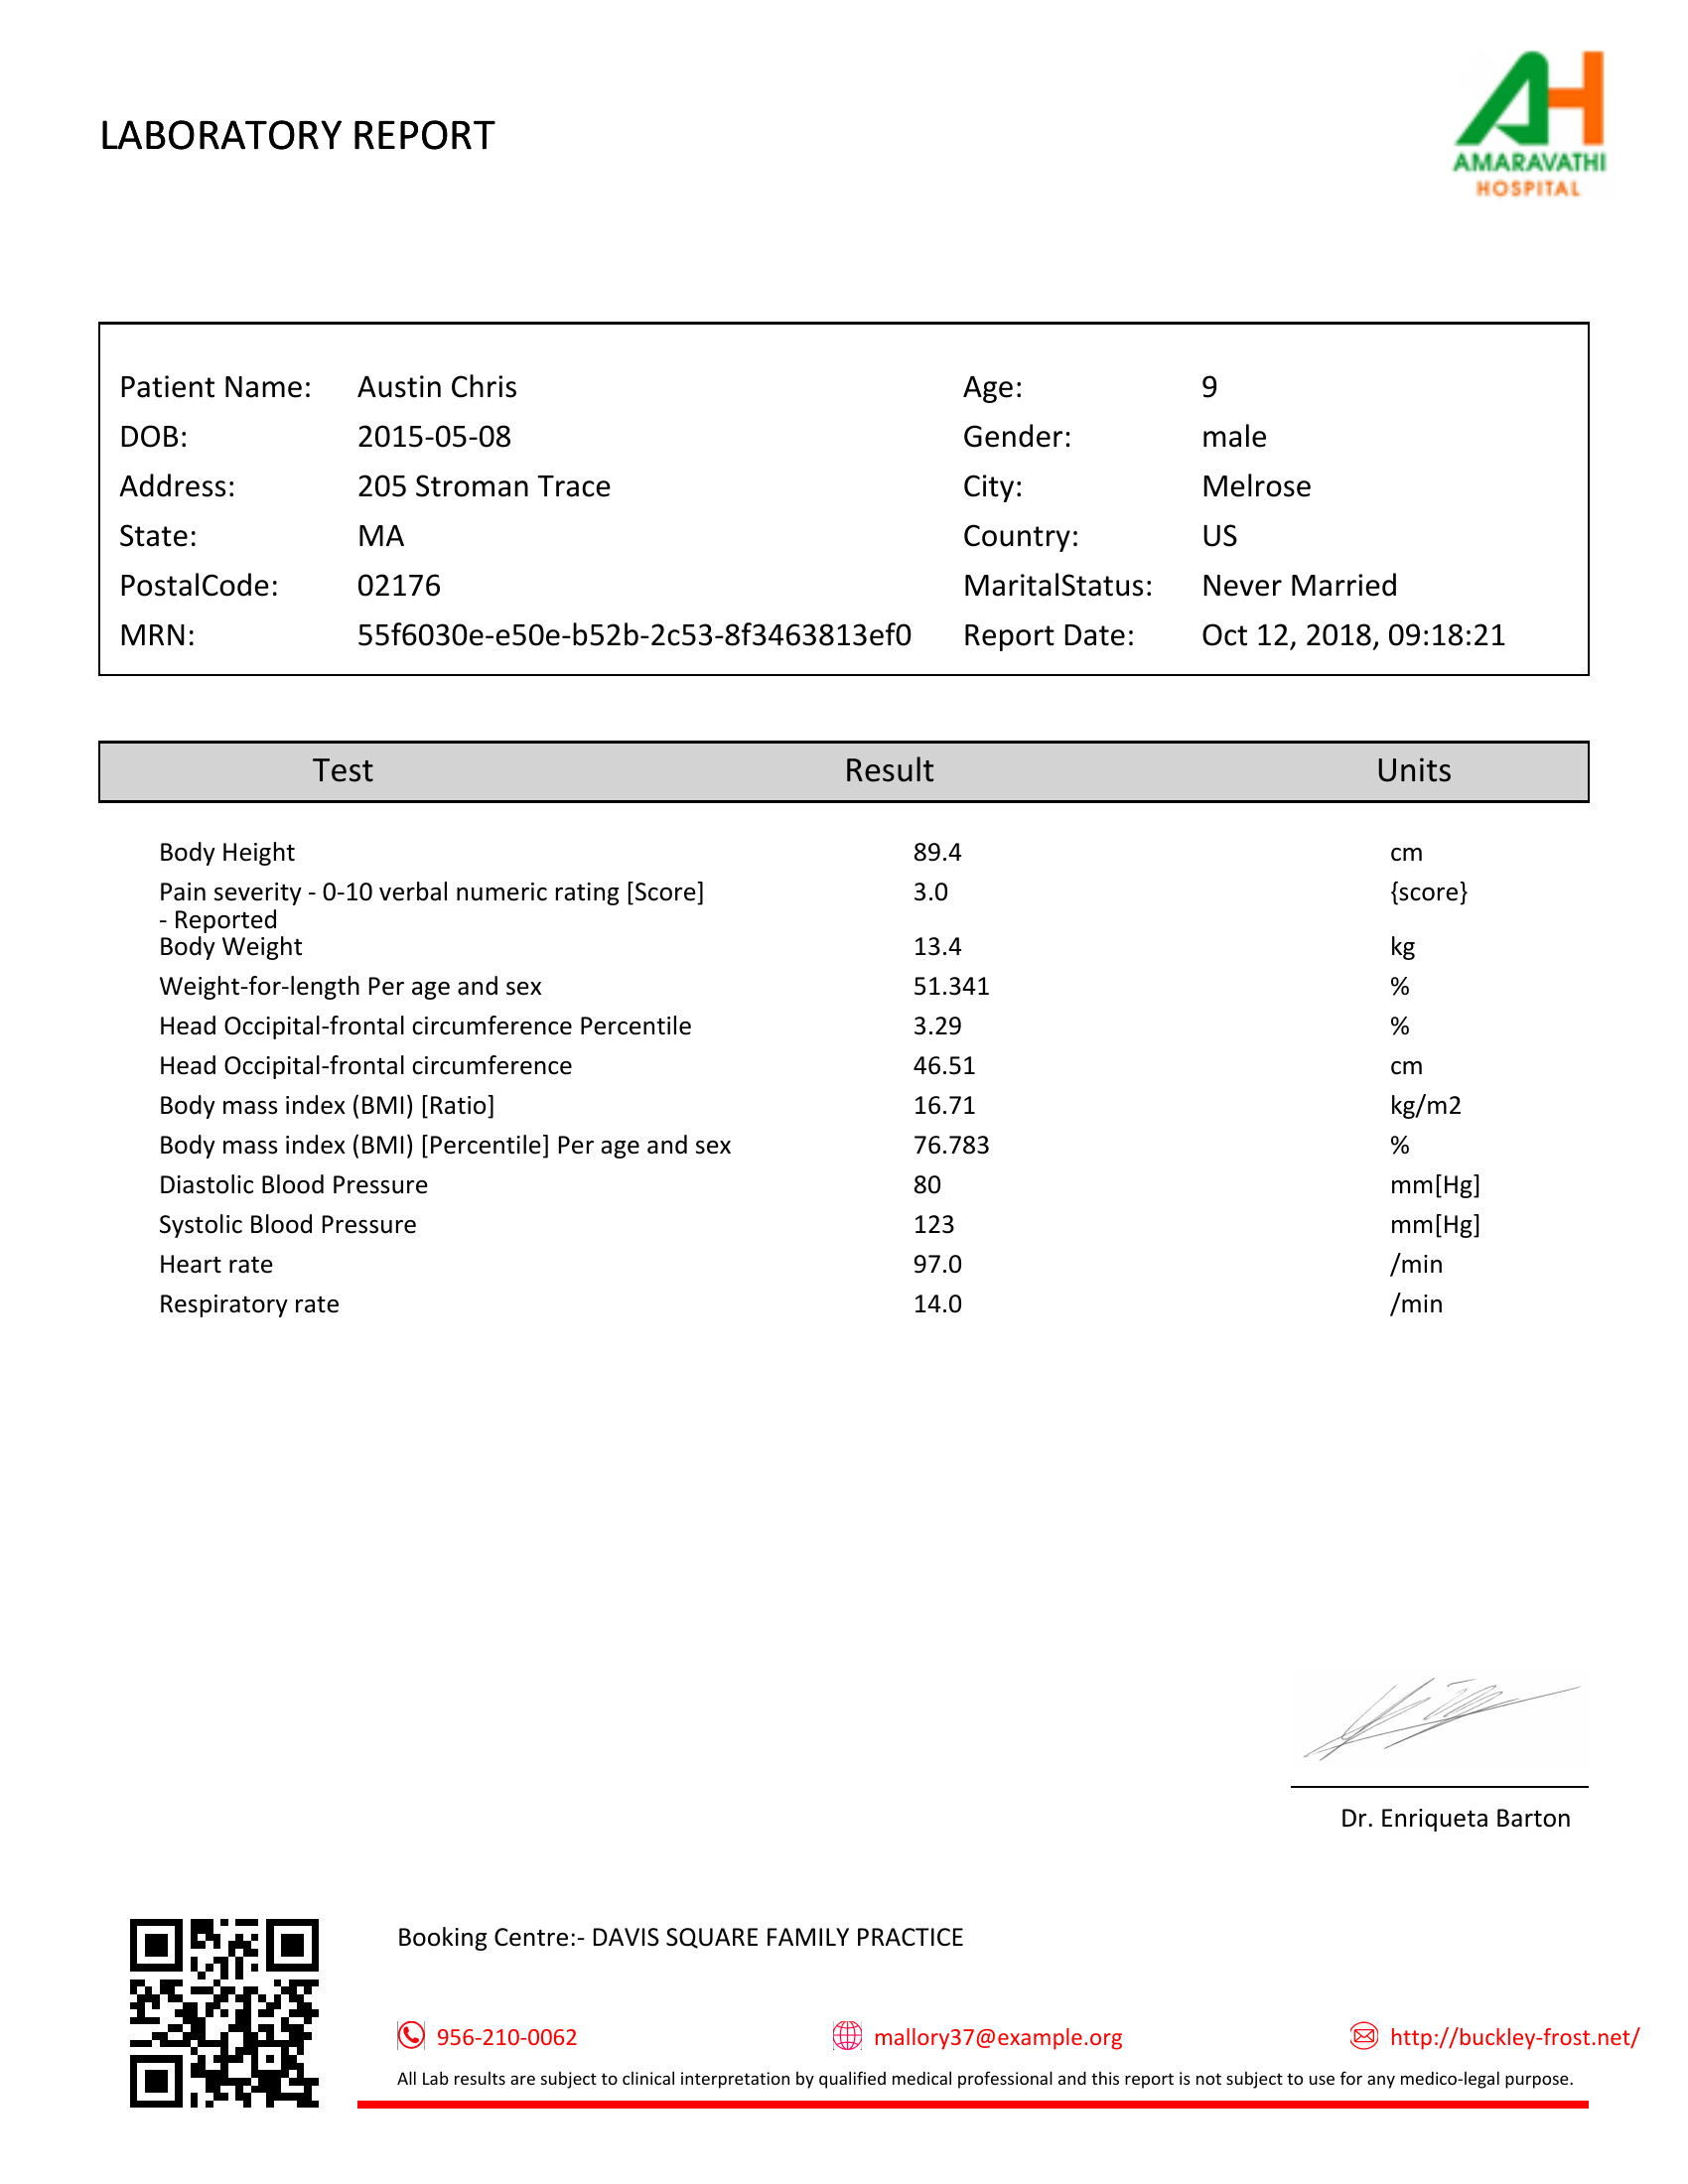 AMARAVATHI
HOSPITAL
LABORATORY REPORT
Patient Name: Austin Chris Age: 9
DOB: 2015-05-08 Gender: male
Address: 205 Stroman Trace City: Melrose
State: MA Country: US
PostalCode: 02176 MaritalStatus: Never Married
MRN: 55f6030e-e50e-b52b-2c53-8f3463813ef0 Report Date: Oct 12, 2018, 09:18:21
Test Result Units
Body Height 89.4 cm
Pain severity - 0-10 verbal numeric rating [Score] 3.0 {score}
- Reported
Body Weight 13.4 kg
Weight-for-length Per age and sex 51.341 %
Head Occipital-frontal circumference Percentile 3.29 %
Head Occipital-frontal circumference 46.51 cm
Body mass index (BMI) [Ratio] 16.71 kg/m2
Body mass index (BMI) [Percentile] Per age and sex 76.783 %
Diastolic Blood Pressure 80 mm[Hg]
Systolic Blood Pressure 123 mm[Hg]
Heart rate 97.0 /min
Respiratory rate 14.0 /min
Dr. Enriqueta Barton
Booking Centre:- DAVIS SQUARE FAMILY PRACTICE
956-210-0062 mallory37@example.org http://buckley-frost.net/
All Lab results are subject to clinical interpretation by qualified medical professional and this report is not subject to use for any medico-legal purpose.